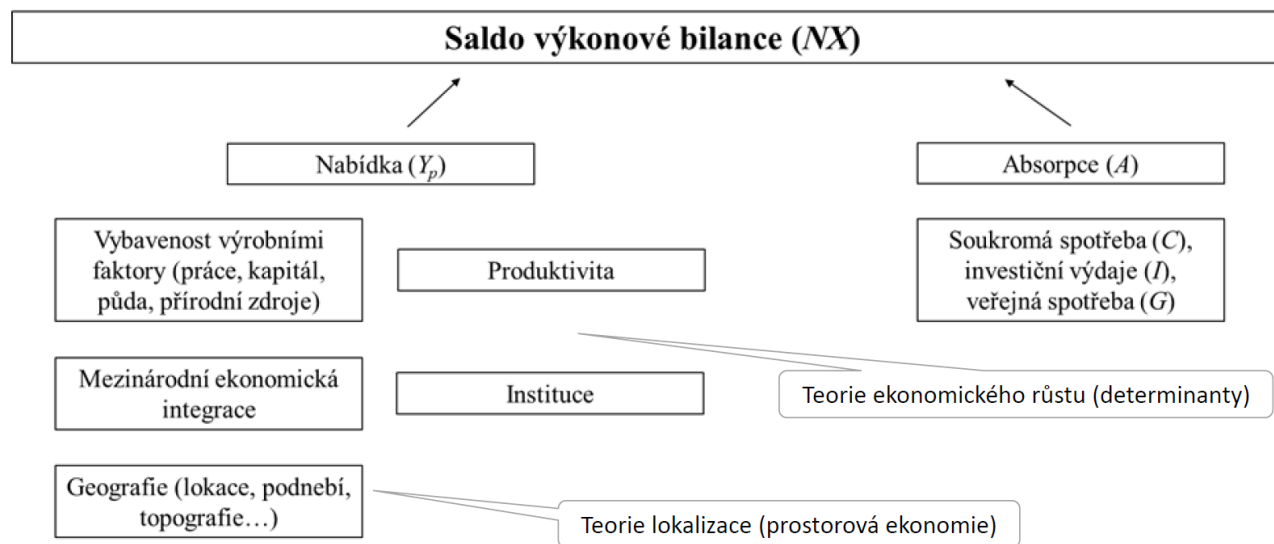 Saldo výkonové bilance (NX)
Nabídka (Yp)
Absorpce (A)
Vybavenost výrobními
faktory (práce, kapitál,
půda, přírodní zdroje)
Produktivita
Soukromá spotřeba (C),
investiční výdaje (I),
veřejná spotřeba (G)
Mezinárodní ekonomická
integrace
Instituce
Teorie ekonomického růstu (determinanty)
Geografie (lokace, podnebí,
topografie…)
Teorie lokalizace (prostorová ekonomie)